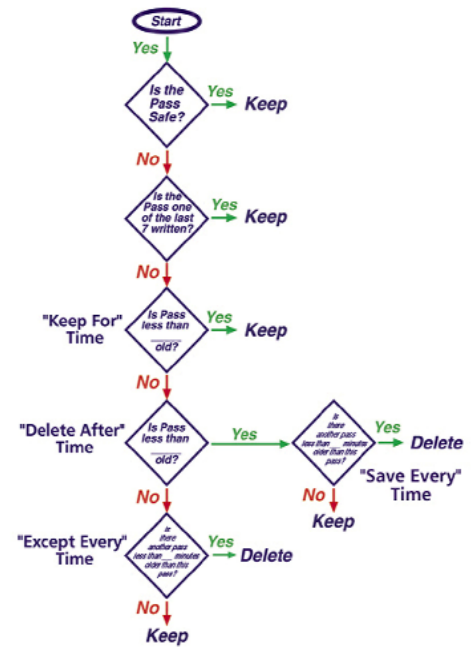 Start
Yes
Is the
Pass
Safe?
Yes
Keep
No
Is the
Pass one
of the last
7 written?
Yes
Keep
No
"Keep For"
Time
Is Pass
less than
____
old?
Yes
Keep
No
"Delete After"
Time
Is Pass
less than
____
old?
Yes
Is
there
another pass
less than __ minutes
older than this
pass?
Yes
Delete
"Save Every"
Time
No
Keep
No
"Except Every"
Time
Is
there
another pass
less than __ minutes
older than this
pass?
Yes
Delete
No
Keep